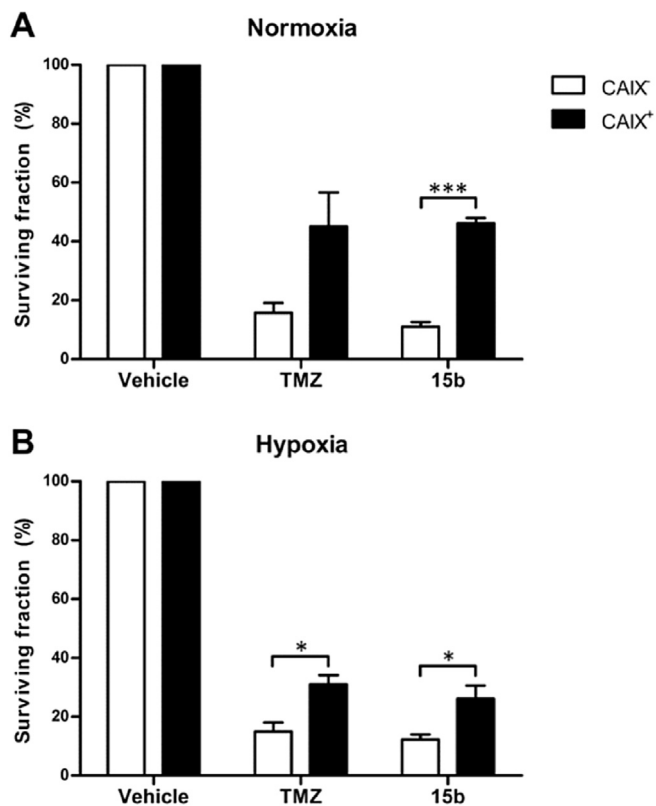 A
Normoxia
CAIX-
CAIX+
Surviving fraction (%)
100
80
60
40
20
0
***
Vehicle
TMZ
15b
B
Hypoxia
Surviving fraction (%)
100
80
60
40
20
0
*
*
Vehicle
TMZ
15b